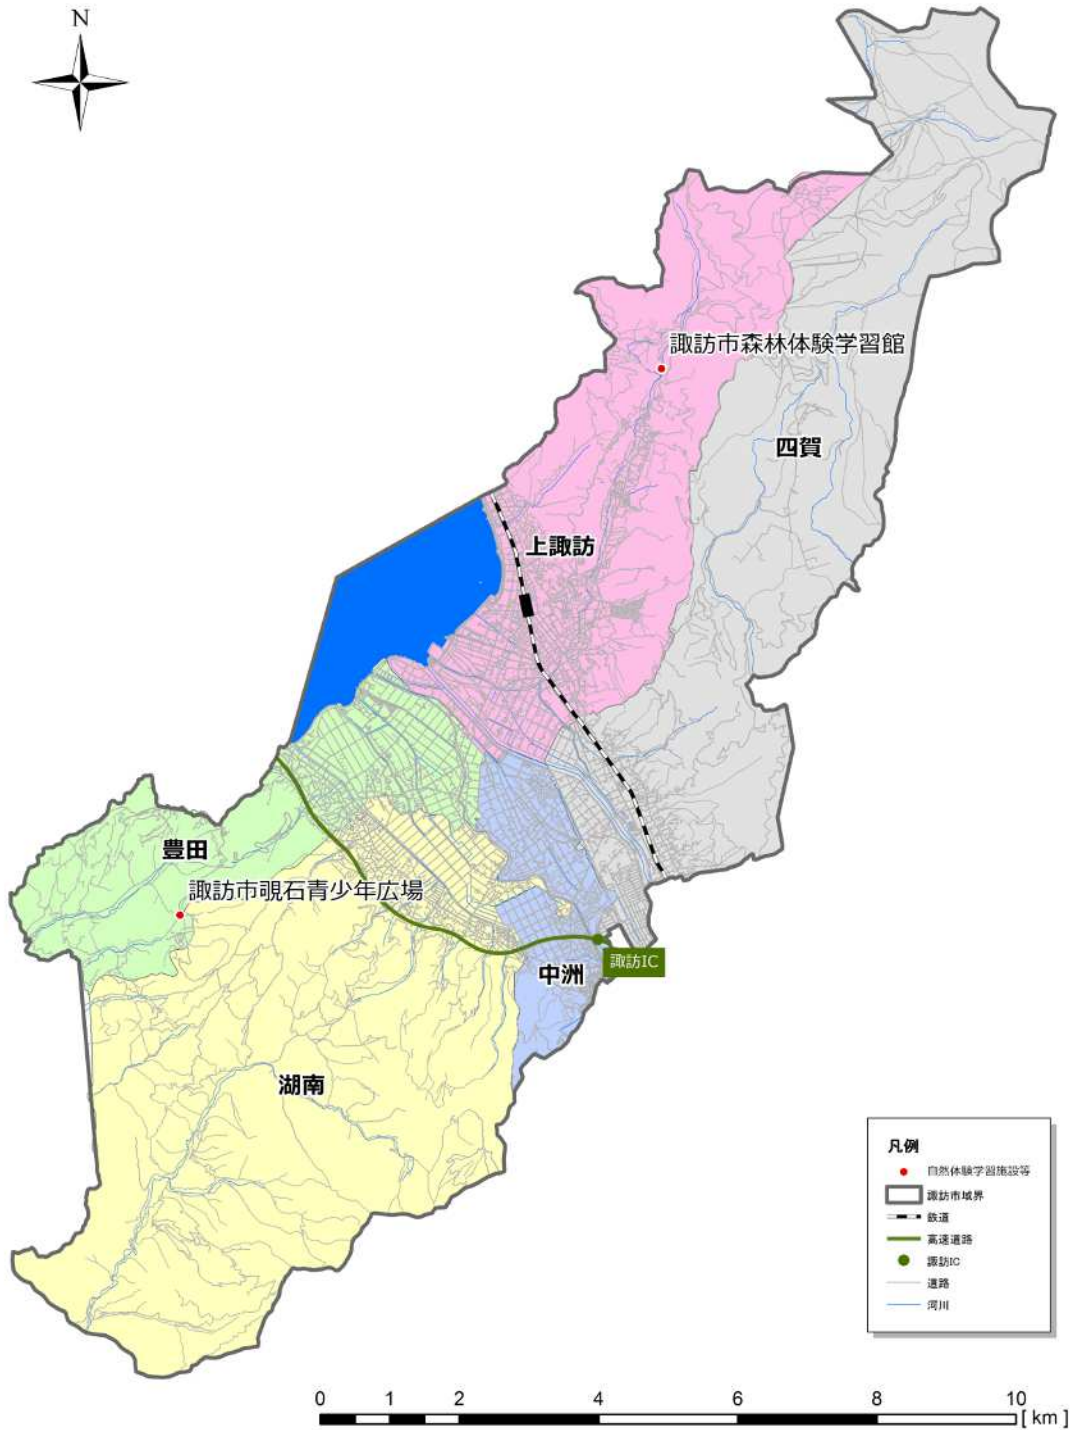 N
諏訪市森林体験学習館
四賀
上諏訪
豊田
諏訪市覗石青少年広場
諏訪IC
中洲
湖南
凡例
自然体験学習施設等
諏訪市域界
鉄道
高速道路
諏訪IC
道路
河川
0 1 2 4 6 8 10
[ km ]